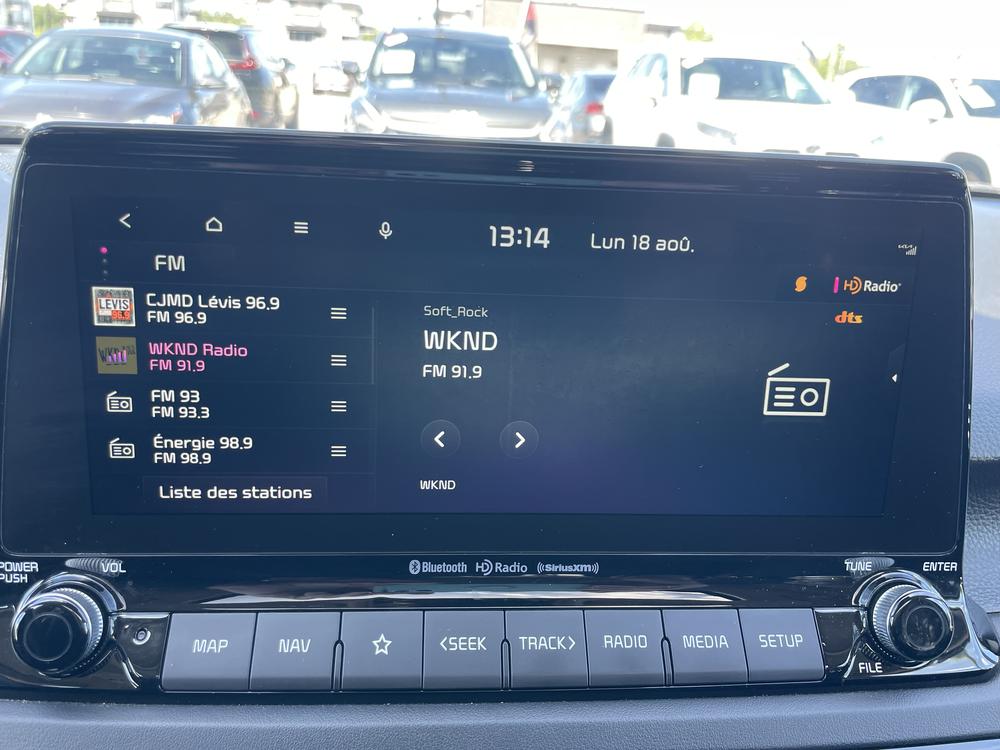 13:14 Lun 18 aoû.
FM
HD Radio
dts
LEVIS
96.9
CJMD Lévis 96.9
FM 96.9
WKND Radio
FM 91.9
FM 93
FM 93.3
Énergie 98.9
FM 98.9
Liste des stations
Soft_Rock
WKND
FM 91.9
WKND
POWER
PUSH
VOL
Bluetooth HD Radio ((SiriusXM))
TUNE
ENTER
MAP
NAV
<SEEK
TRACK>
RADIO
MEDIA
SETUP
FILE